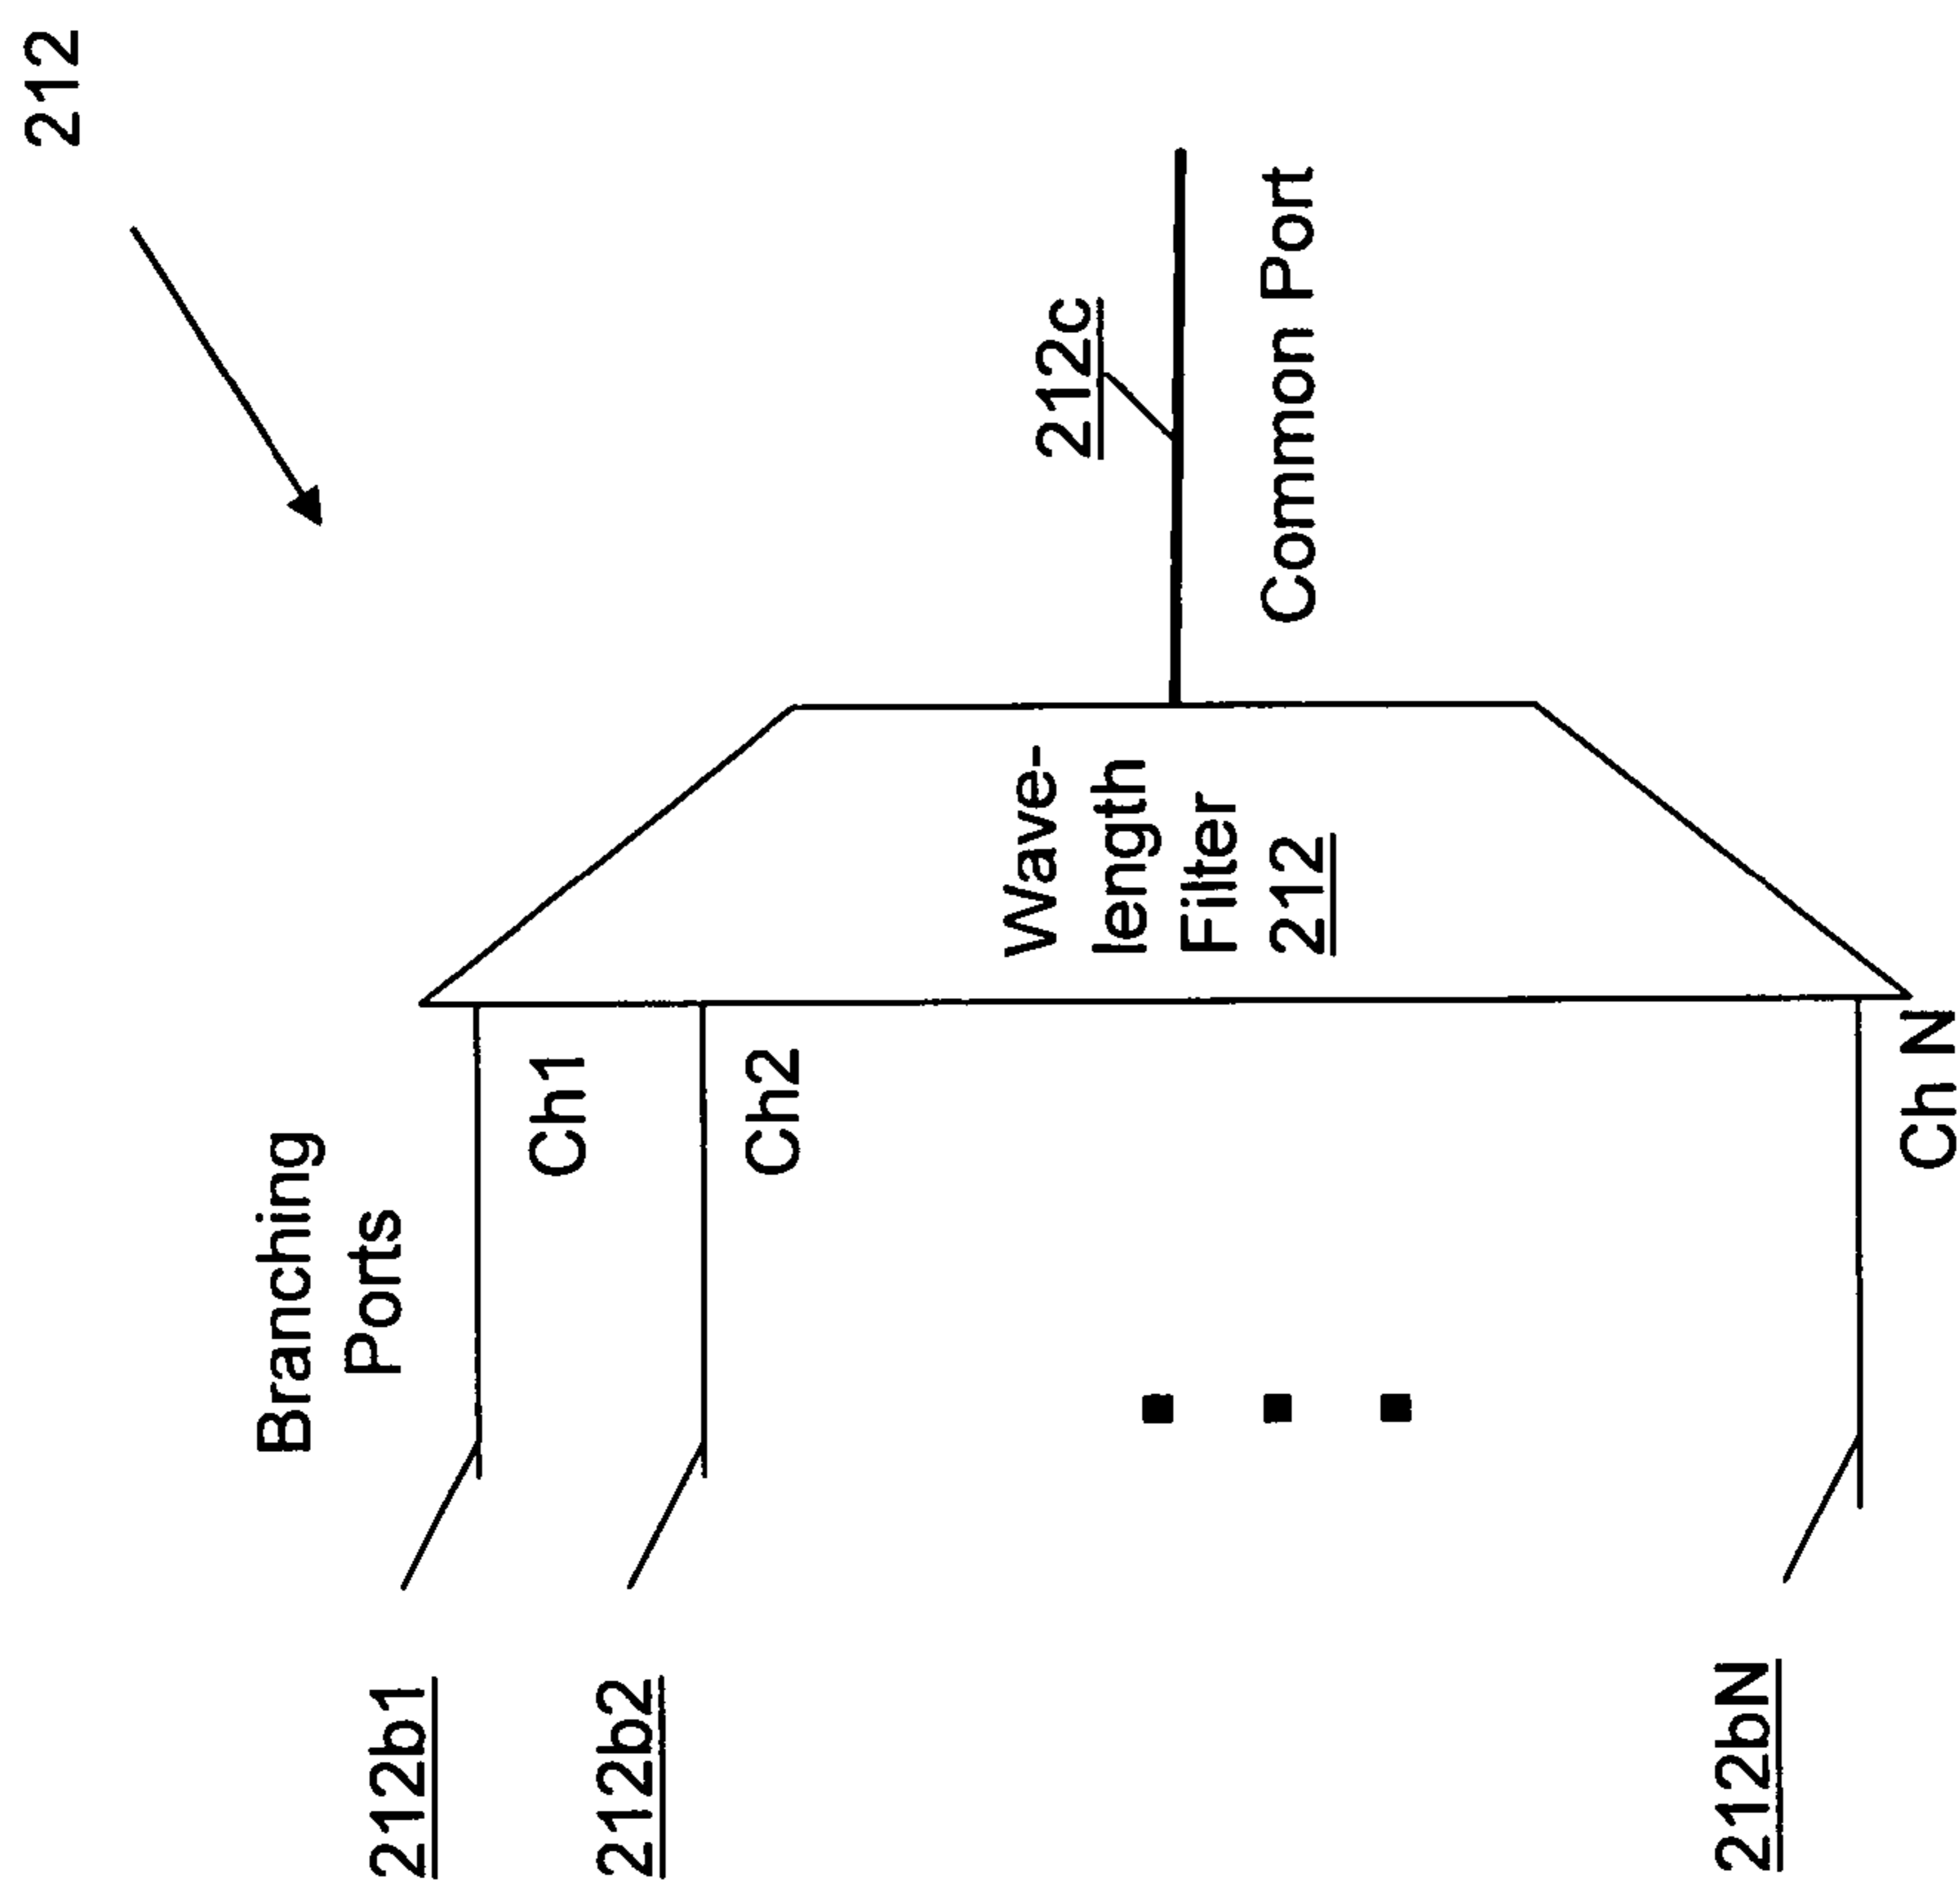 212
Branching
Ports
212b1
Ch1
212b2
Ch2
Wave-
length
Filter
212
212c
Common Port
212bN
Ch N